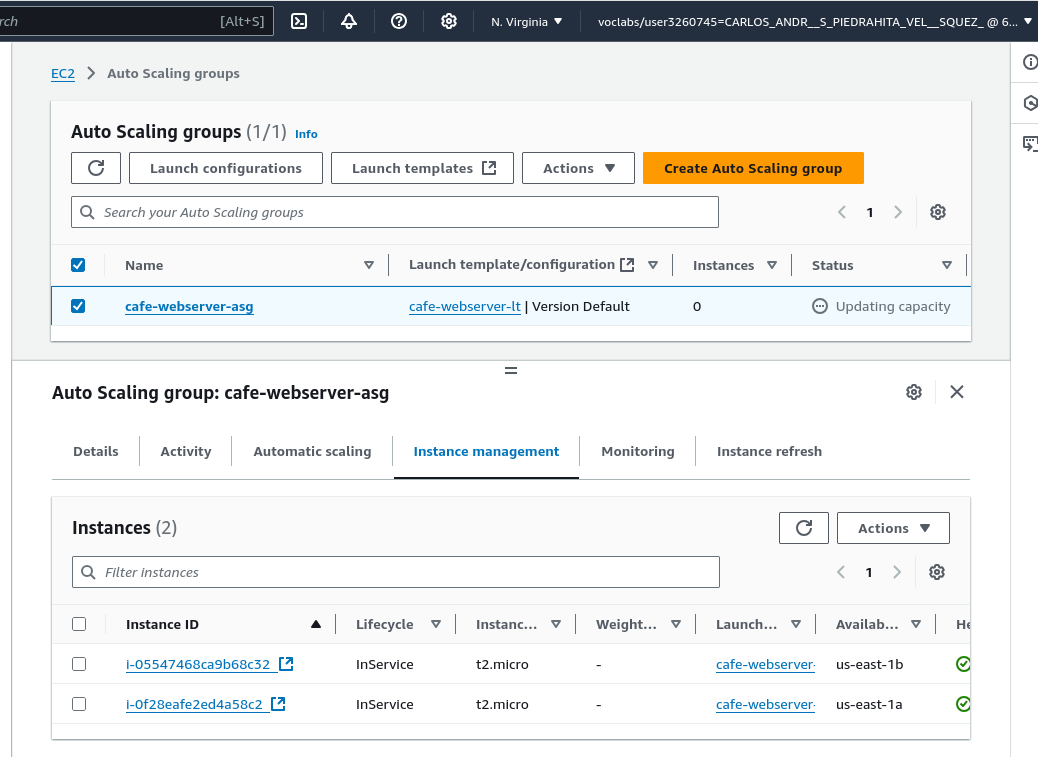 rch [Alt+S] N. Virginia voclabs/user3260745=CARLOS_ANDR__S_PIEDRAHITA_VEL__SQUEZ_ @ 6...
EC2 Auto Scaling groups
Auto Scaling groups (1/1) Info
Launch configurations Launch templates Actions Create Auto Scaling group
Search your Auto Scaling groups 1
Name Launch template/configuration Instances Status
cafe-webserver-asg cafe-webserver-lt | Version Default 0 Updating capacity
Auto Scaling group: cafe-webserver-asg
Details Activity Automatic scaling Instance management Monitoring Instance refresh
Instances (2) Actions
Filter instances 1
Instance ID Lifecycle Instanc... Weight... Launch... Availab... He
i-05547468ca9b68c32 InService t2.micro - cafe-webserver- us-east-1b
i-0f28eafe2ed4a58c2 InService t2.micro - cafe-webserver- us-east-1a